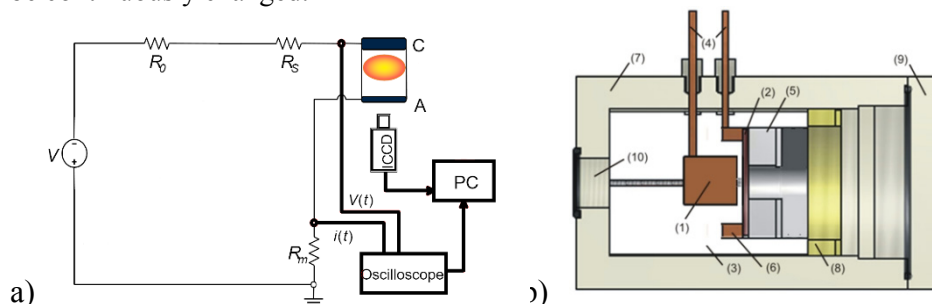 R0
RS
C
A
V
ICCD
PC
V(t)
i(t)
Rm
Oscilloscope
a)
(4)
(7)
(9)
(2)
(5)
(10)
(1)
(3)
(6)
(8)
b)